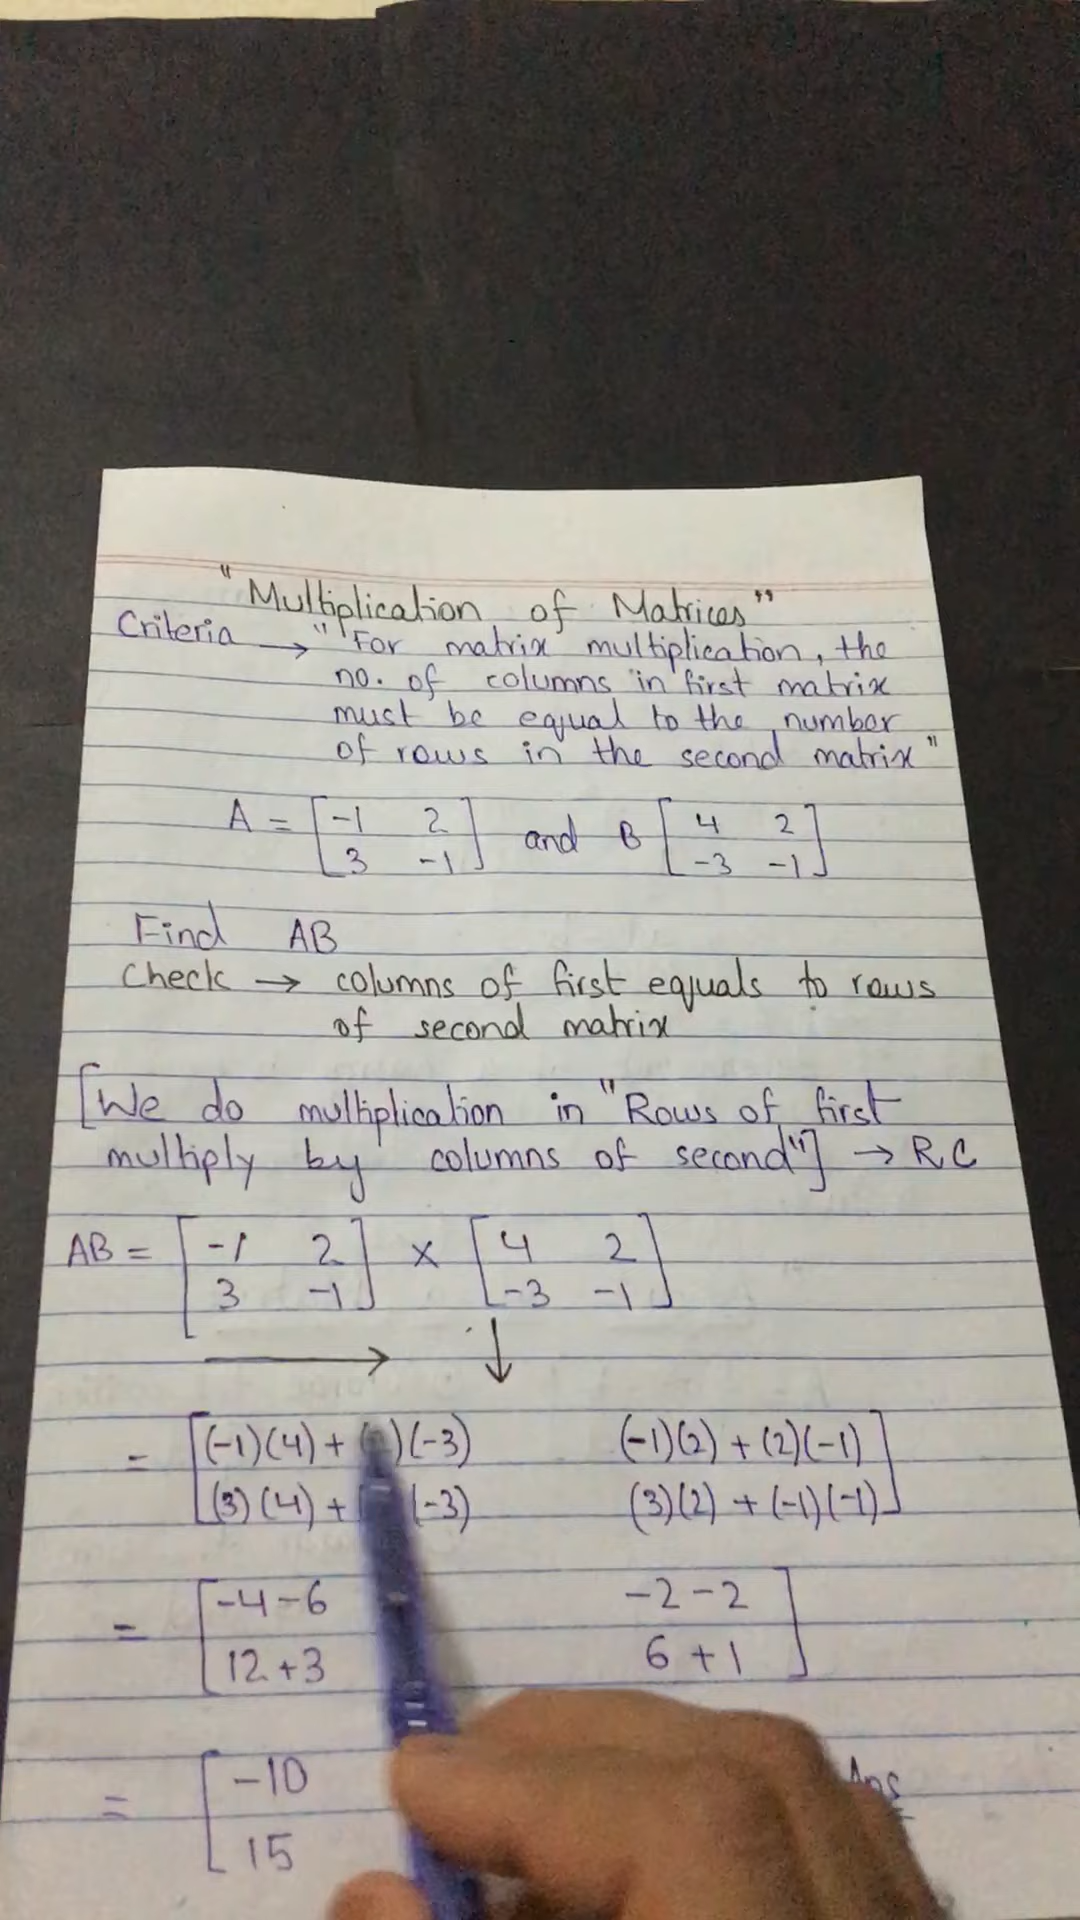 "Multiplication of Matrices"
Criteria → "For matrix multiplication, the
no. of columns in first matrix
must be equal to the number
of rows in the second matrix"
A = [-1 2 and B [4 2]
3 -1] -3 -1]
Find AB
Check → columns of first equals to rows
of second matrix
[We do multiplication in "Rows of first
multiply by columns of second"] → RC
AB = [-1 2] × [4 2]
3 -1 -3 -1
→ ↓
= [(-1)(4) + ( )(-3) (-1)(2) + (2)(-1)]
(3)(4) + (-3) (3)(2) + (-1)(-1)
= [-4-6 -2-2]
12+3 6+1
= [-10 Ans
15